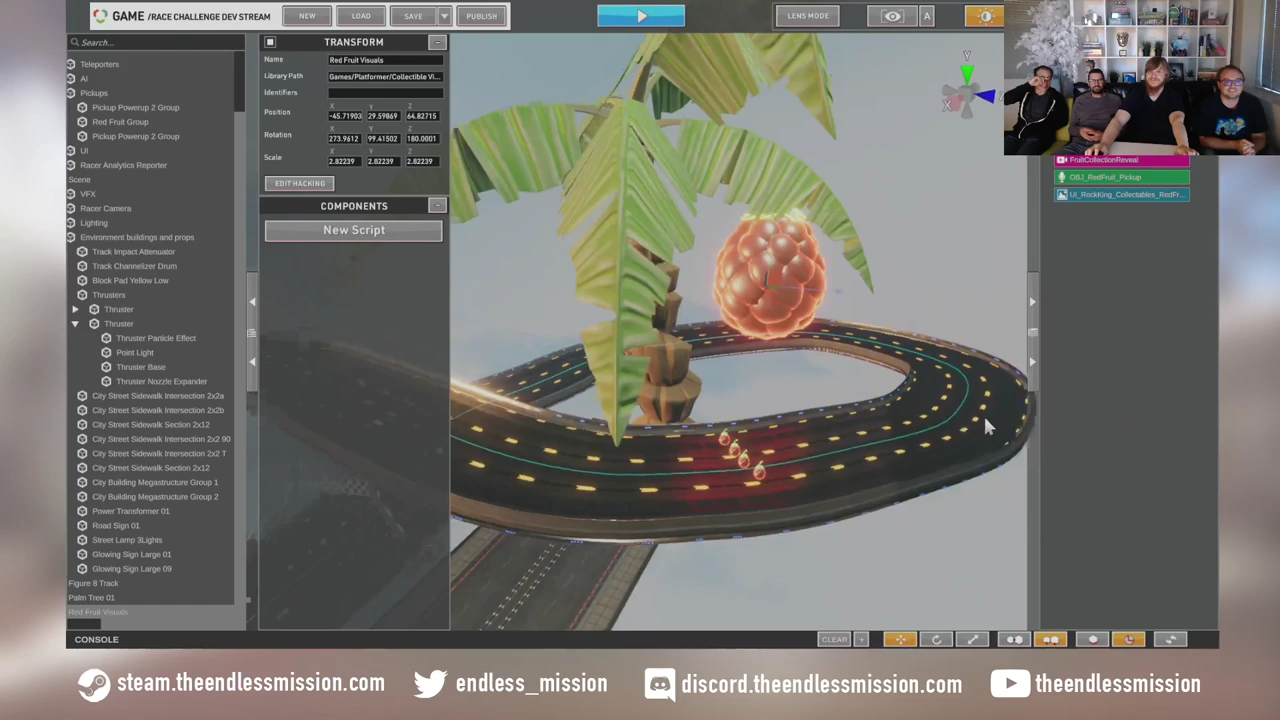 GAME /RACE CHALLENGE DEV STREAM
NEW
LOAD
SAVE
PUBLISH
LENS MODE
A
Search...
Teleporters
AI
Pickups
Pickup Powerup 2 Group
Red Fruit Group
Pickup Powerup 2 Group
UI
Racer Analytics Reporter
Scene
VFX
Racer Camera
Lighting
Environment buildings and props
Track Impact Attenuator
Track Channelizer Drum
Block Pad Yellow Low
Thrusters
Thruster
Thruster
Thruster Particle Effect
Point Light
Thruster Base
Thruster Nozzle Expander
City Street Sidewalk Intersection 2x2a
City Street Sidewalk Intersection 2x2b
City Street Sidewalk Section 2x12
City Street Sidewalk Intersection 2x2 90
City Street Sidewalk Intersection 2x2 T
City Street Sidewalk Section 2x12
City Building Megastructure Group 1
City Building Megastructure Group 2
Power Transformer 01
Road Sign 01
Street Lamp 3Lights
Glowing Sign Large 01
Glowing Sign Large 09
Figure 8 Track
Palm Tree 01
Red Fruit Visuals
TRANSFORM
Name Red Fruit Visuals
Library Path Games/Platformer/Collectible Vi...
Identifiers
X Y Z
Position -45.71903 29.59869 64.82715
X Y Z
Rotation 273.9612 99.41502 180.0001
X Y Z
Scale 2.82239 2.82239 2.82239
EDIT HACKING
COMPONENTS
New Script
Y
X
FruitCollectionReveal
OBJ_RedFruit_Pickup
UI_RockKing_Collectables_RedFr...
CONSOLE
CLEAR
+
steam.theendlessmission.com
endless_mission
discord.theendlessmission.com
theendlessmission